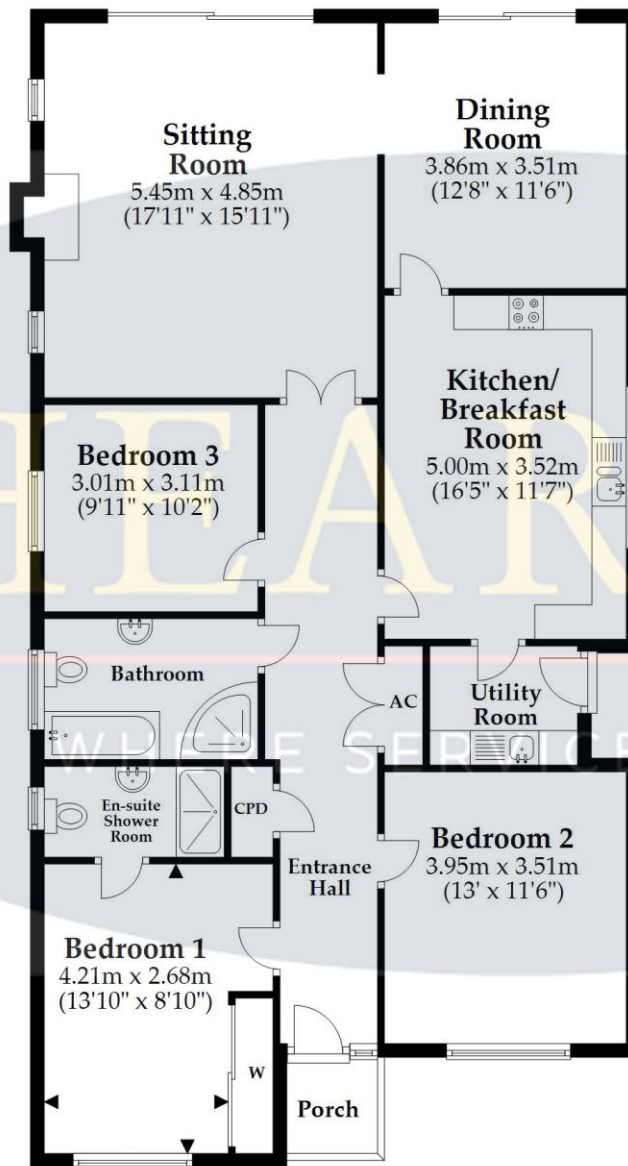 Sitting
Room
5.45m x 4.85m
(17'11" x 15'11")
Dining
Room
3.86m x 3.51m
(12'8" x 11'6")
Kitchen/
Breakfast
Room
5.00m x 3.52m
(16'5" x 11'7")
Bedroom 3
3.01m x 3.11m
(9'11" x 10'2")
HEAR
Bathroom
AC
Utility
Room
WHERE SERVICE
En-suite
Shower
Room
CPD
Entrance
Hall
Bedroom 2
3.95m x 3.51m
(13' x 11'6")
Bedroom 1
4.21m x 2.68m
(13'10" x 8'10")
W
Porch